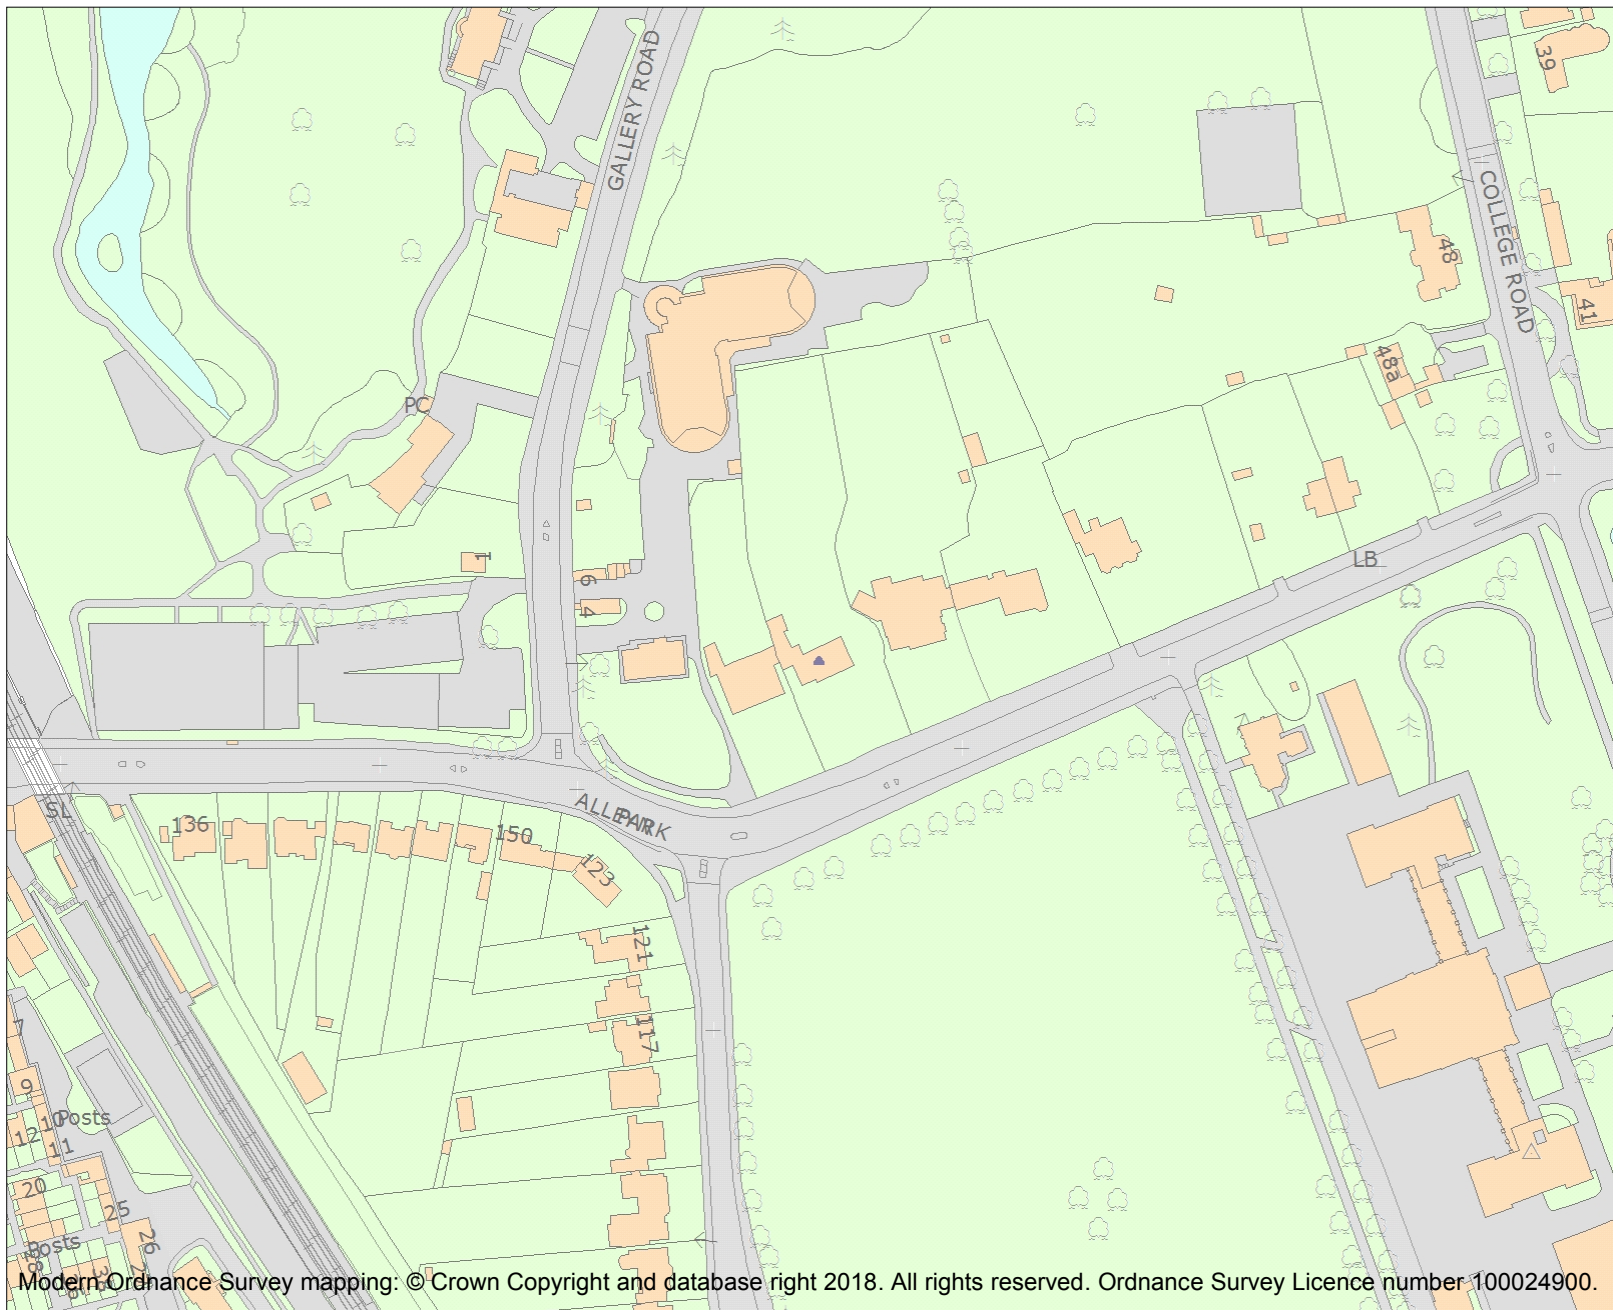 GALLERY ROAD
39
COLLEGE ROAD
48
41
48a
PC
1
6
4
LB
SL
136
150
ALLEYN
PARK
123
121
117
7
9
10
Posts
12
11
20
25
26
Posts
Modern Ordnance Survey mapping: © Crown Copyright and database right 2018. All rights reserved. Ordnance Survey Licence number 100024900.